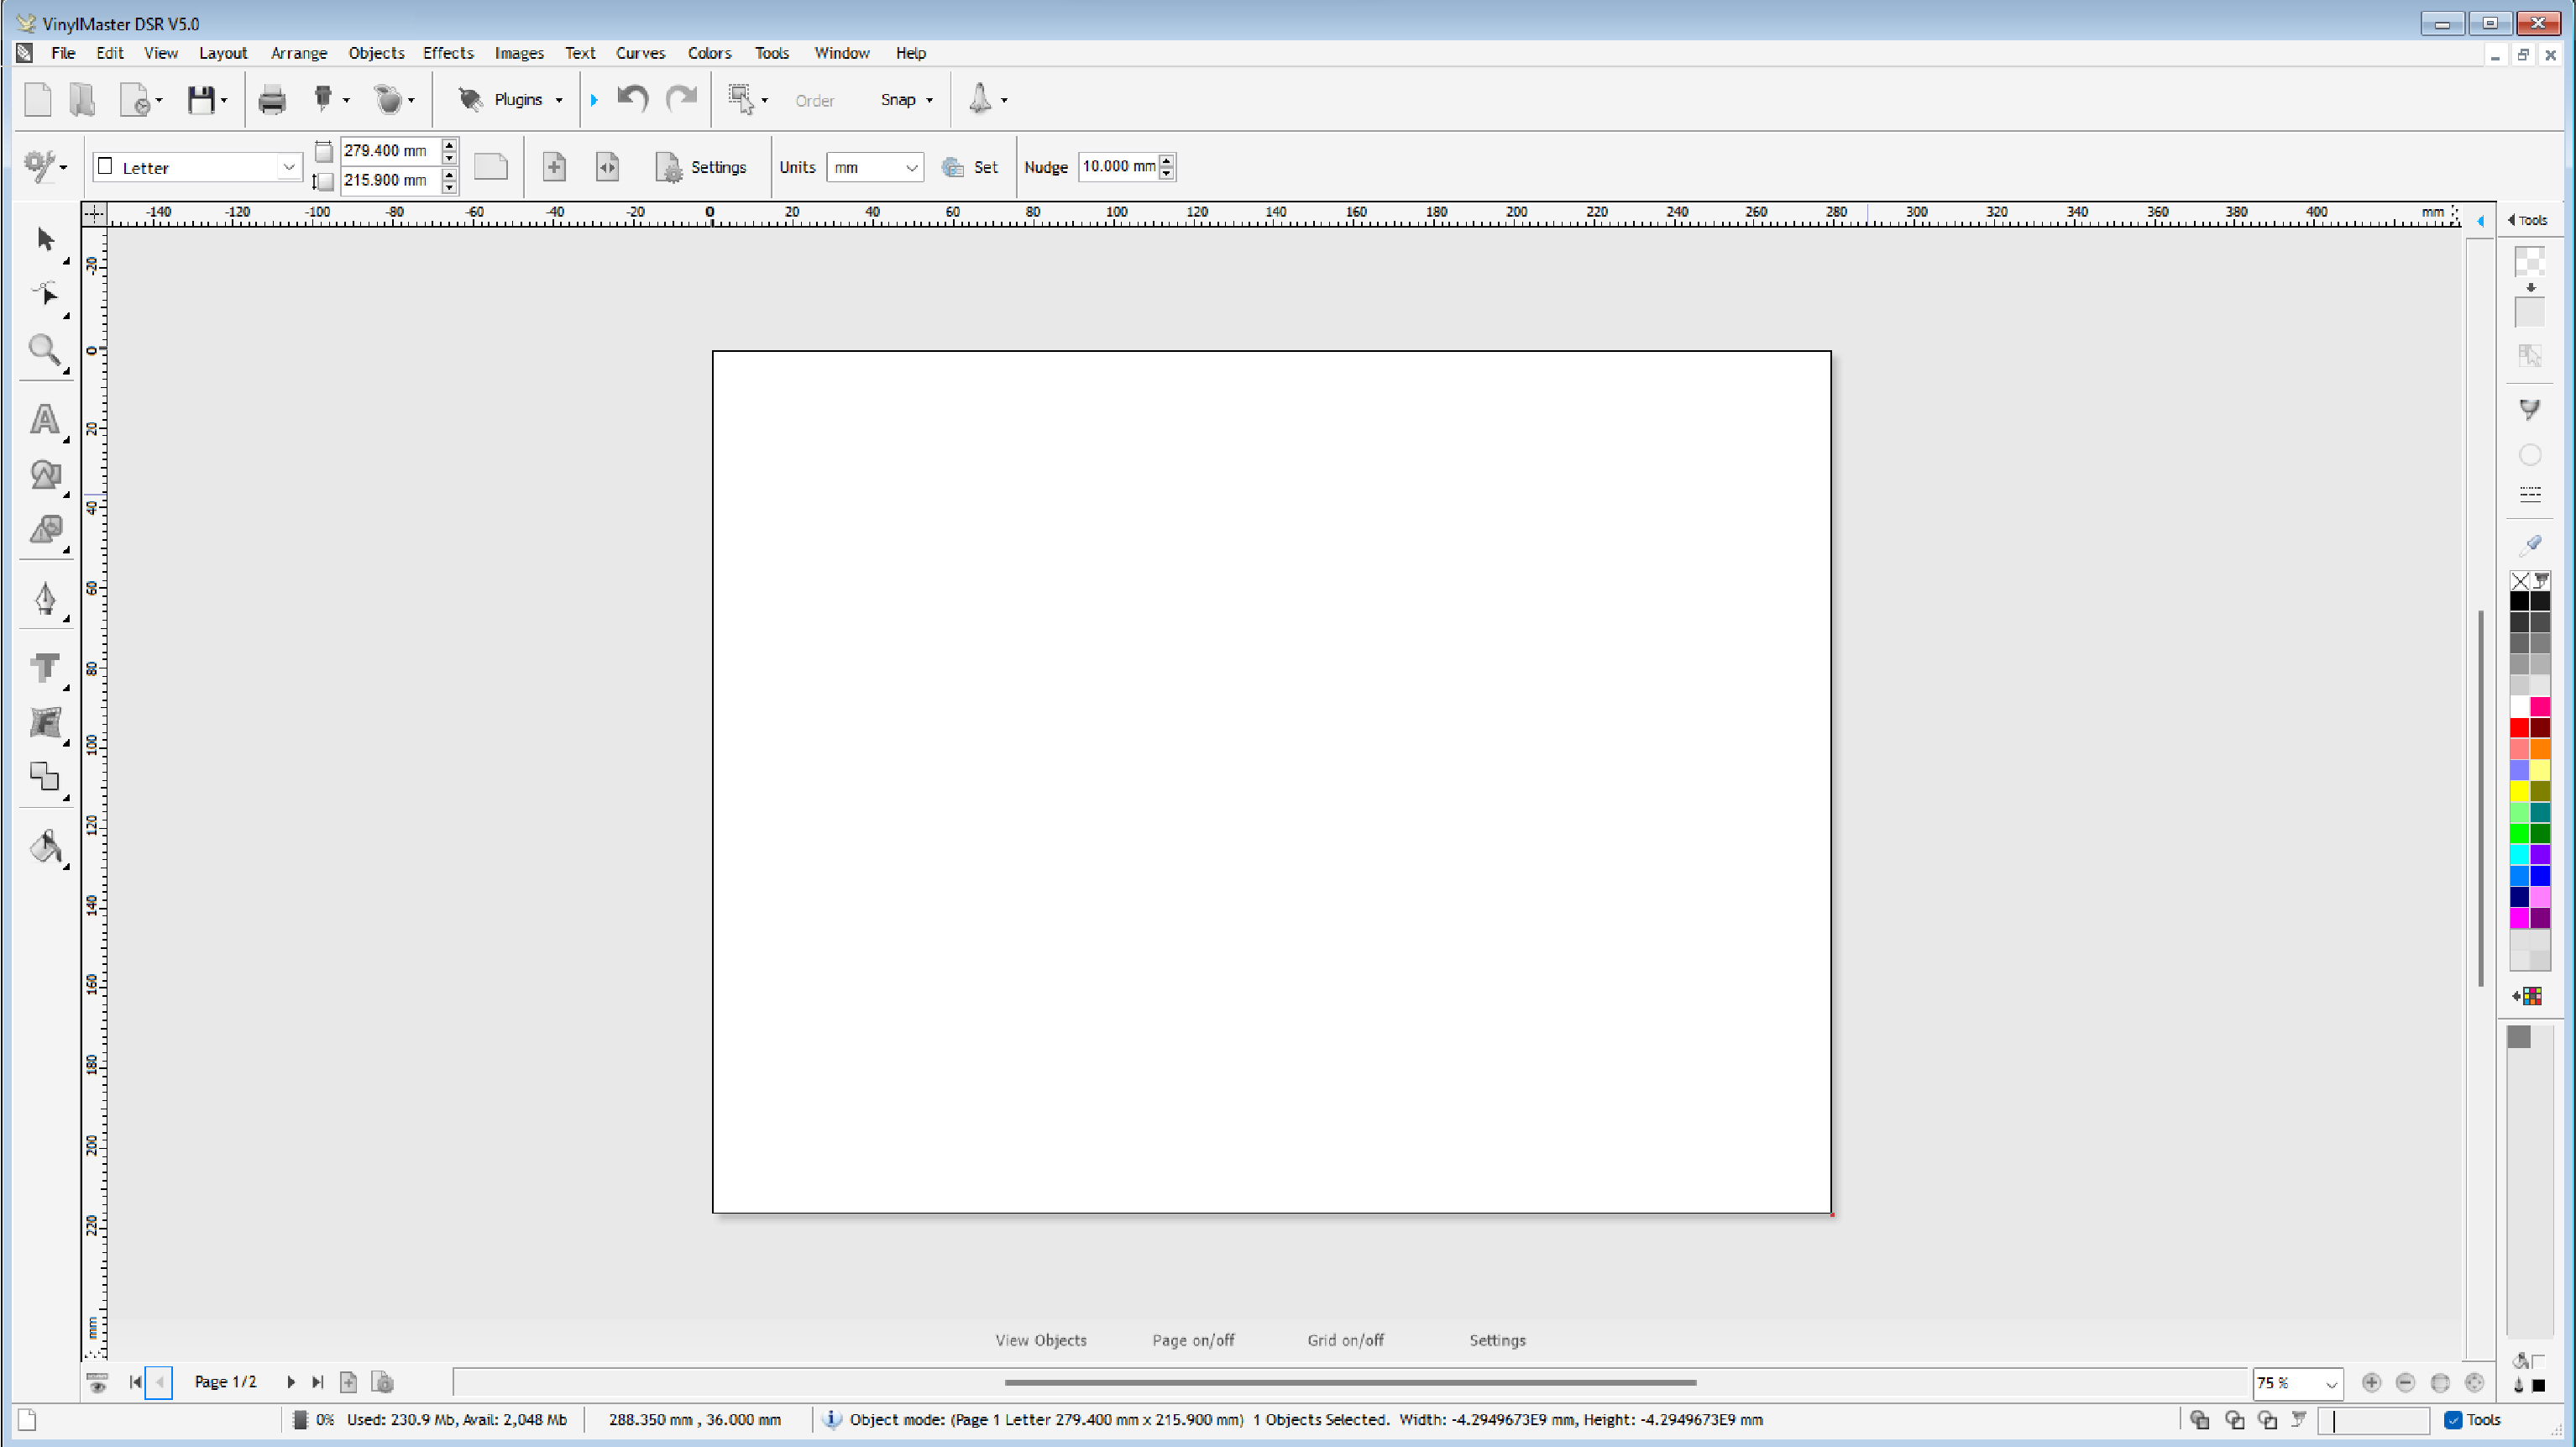 VinylMaster DSR V5.0
File Edit View Layout Arrange Objects Effects Images Text Curves Colors Tools Window Help
Plugins Order Snap
Letter 279.400 mm 215.900 mm Settings Units mm Set Nudge 10.000 mm
-140 -120 -100 -80 -60 -40 -20 0 20 40 60 80 100 120 140 160 180 200 220 240 260 280 300 320 340 360 380 400 mm
Tools
-20
0
20
40
60
80
100
120
140
160
180
200
220
mm
View Objects Page on/off Grid on/off Settings
Page 1/2 75 %
0% Used: 230.9 Mb, Avail: 2,048 Mb 288.350 mm , 36.000 mm Object mode: (Page 1 Letter 279.400 mm x 215.900 mm) 1 Objects Selected. Width: -4.2949673E9 mm, Height: -4.2949673E9 mm Tools